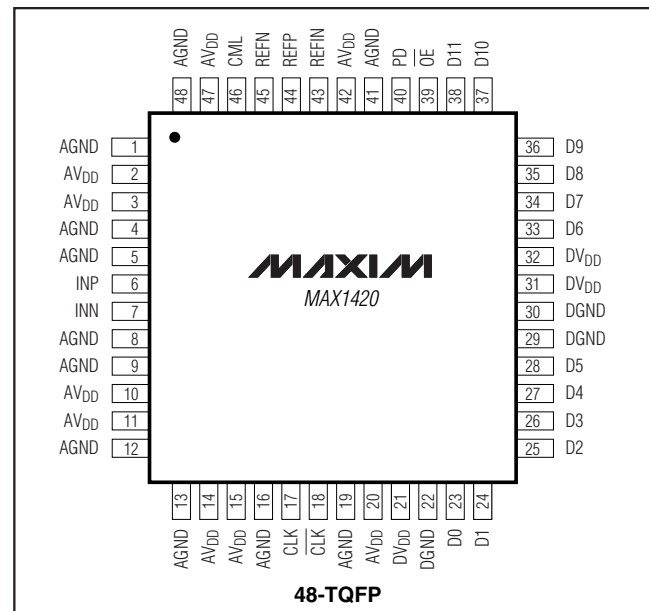 AGND
AVDD
CML
REFN
REFP
REFIN
AVDD
AGND
PD
OE
D11
D10
48
47
46
45
44
43
42
41
40
39
38
37
AGND 1
AVDD 2
AVDD 3
AGND 4
AGND 5
INP 6
INN 7
AGND 8
AGND 9
AVDD 10
AVDD 11
AGND 12
MAXIM
MAX1420
36 D9
35 D8
34 D7
33 D6
32 DVDD
31 DVDD
30 DGND
29 DGND
28 D5
27 D4
26 D3
25 D2
13
14
15
16
17
18
19
20
21
22
23
24
AGND
AVDD
AVDD
AGND
CLK
CLK
AGND
AVDD
DVDD
DGND
D0
D1
48-TQFP